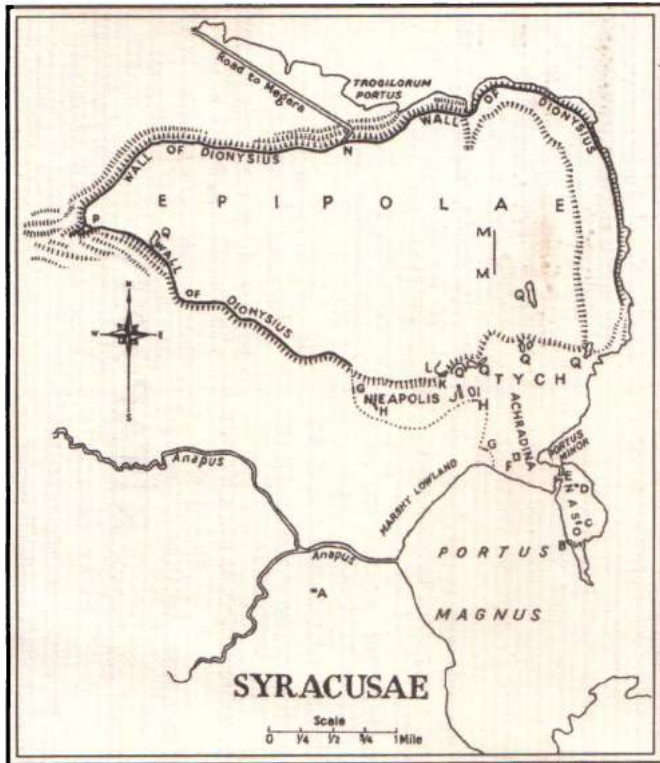 Road to Megara
TROGILORUM
PORTUS
WALL OF DIONYSIUS
WALL OF DIONYSIUS
N
EPIPOLAE
P
Q
WALL OF DIONYSIUS
M
M
Q
N
W
E
S
L
K
Q
Q
Q
Q
TYCH
G
NEAPOLIS
H
J
H
ACHRADINA
G
F
PORTUS
MINOR
E
NASOS
D
C
B
MARSHY LOWLAND
Anapus
Anapus
A
PORTUS
MAGNUS
SYRACUSAE
Scale
0 1/4 1/2 3/4 1 Mile